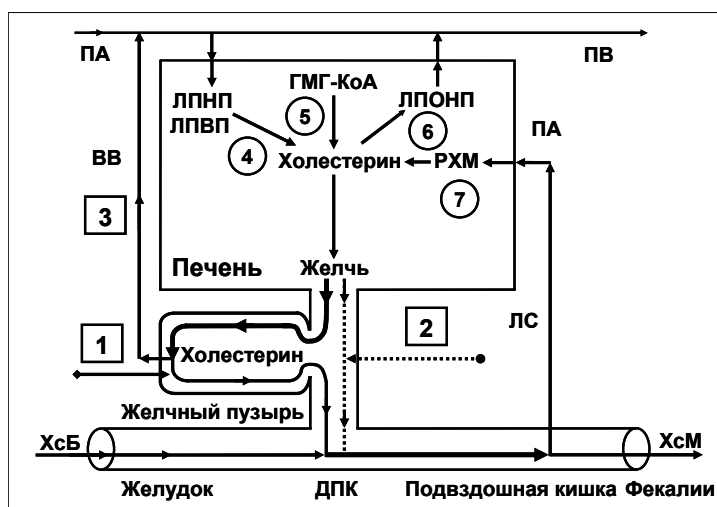 ПА
ПВ
ГМГ-КоА
ЛПНП
ЛПВП
ЛПОНП
5
6
ПА
ВВ
4
Холестерин
РХМ
7
3
Печень
Желчь
ЛС
1
2
Холестерин
Желчный пузырь
ХсБ
ХсМ
Желудок
ДПК
Подвздошная кишка
Фекалии